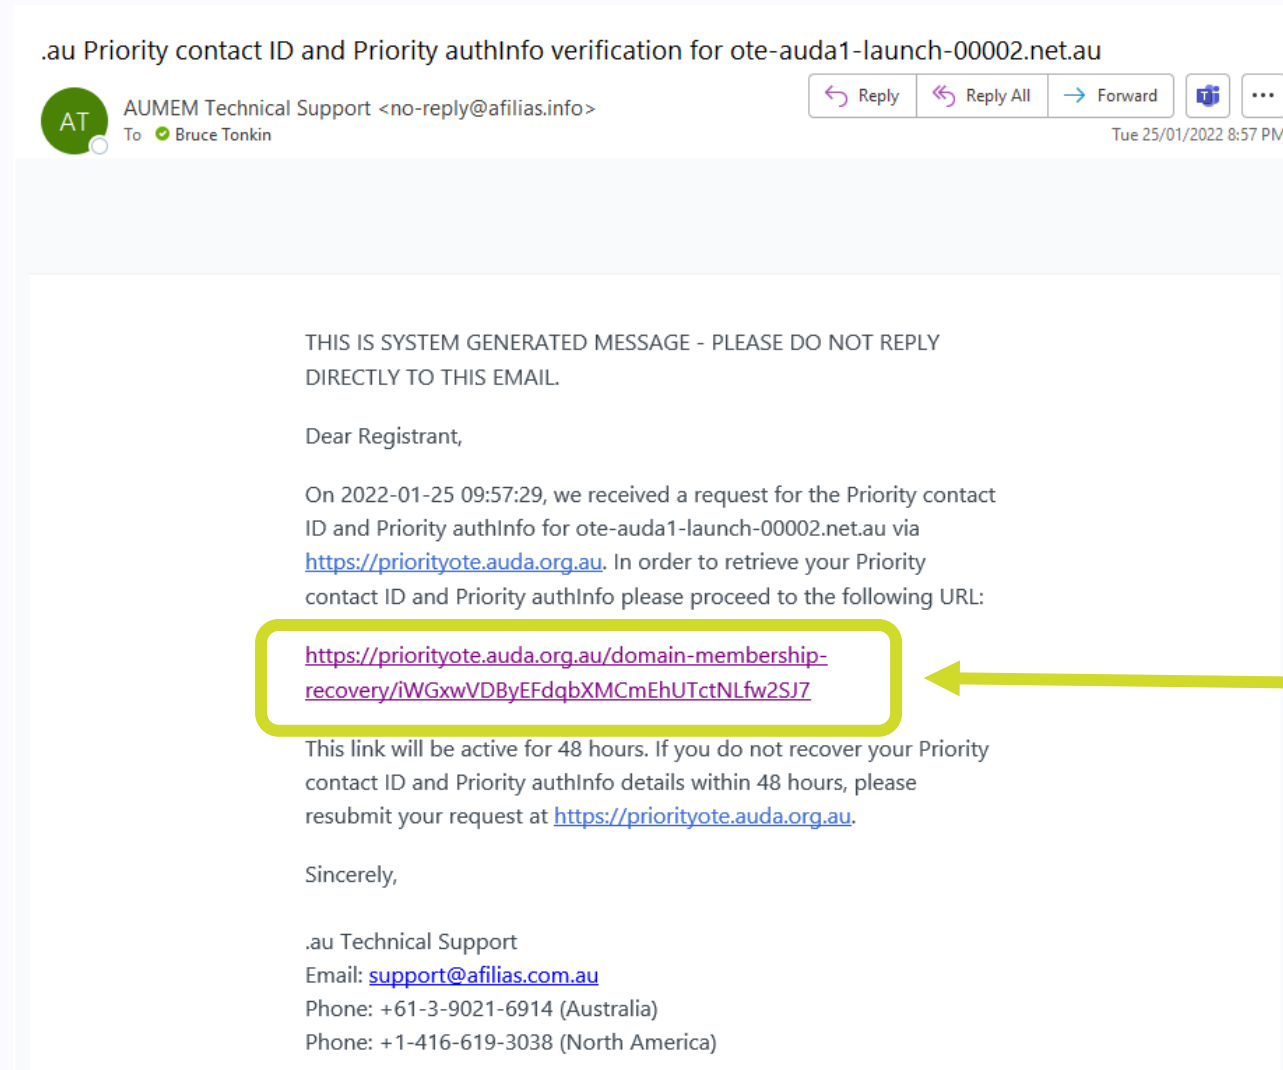 .au Priority contact ID and Priority authInfo verification for ote-auda1-launch-00002.net.au
AT
AUMEM Technical Support <no-reply@afilias.info>
To Bruce Tonkin
Reply
Reply All
Forward
Tue 25/01/2022 8:57 PM
THIS IS SYSTEM GENERATED MESSAGE - PLEASE DO NOT REPLY
DIRECTLY TO THIS EMAIL.
Dear Registrant,
On 2022-01-25 09:57:29, we received a request for the Priority contact
ID and Priority authInfo for ote-auda1-launch-00002.net.au via
https://priorityote.auda.org.au. In order to retrieve your Priority
contact ID and Priority authInfo please proceed to the following URL:
https://priorityote.auda.org.au/domain-membership-
recovery/iWGxwVDByEFdqbXMCmEhUTctNLfw2SJ7
This link will be active for 48 hours. If you do not recover your Priority
contact ID and Priority authInfo details within 48 hours, please
resubmit your request at https://priorityote.auda.org.au.
Sincerely,
.au Technical Support
Email: support@afilias.com.au
Phone: +61-3-9021-6914 (Australia)
Phone: +1-416-619-3038 (North America)